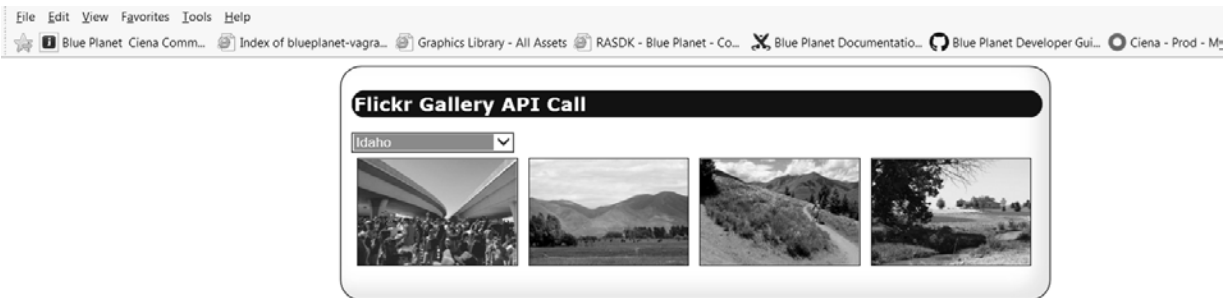 File Edit View Favorites Tools Help
Blue Planet Ciena Comm... Index of blueplanet-vagra... Graphics Library - All Assets RASDK - Blue Planet - Co... Blue Planet Documentatio... Blue Planet Developer Gui... Ciena - Prod - My
Flickr Gallery API Call
Idaho